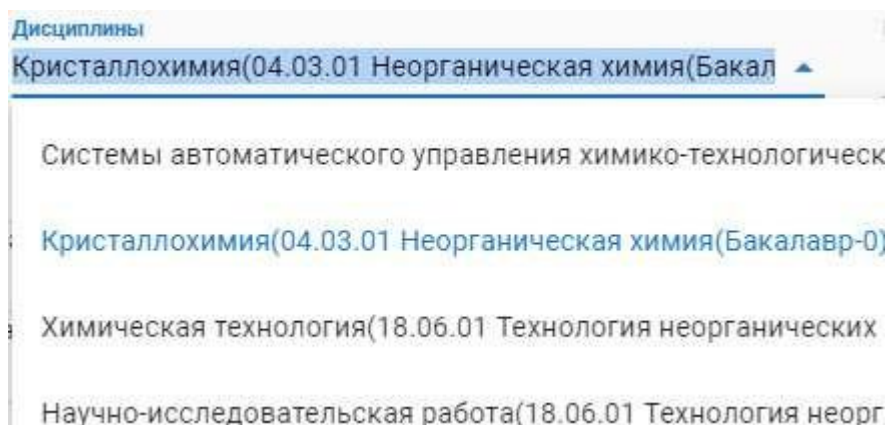 Дисциплины
Кристаллохимия(04.03.01 Неорганическая химия(Бакал
Системы автоматического управления химико-технологическ
Кристаллохимия(04.03.01 Неорганическая химия(Бакалавр-0)
Химическая технология(18.06.01 Технология неорганических
Научно-исследовательская работа(18.06.01 Технология неорг